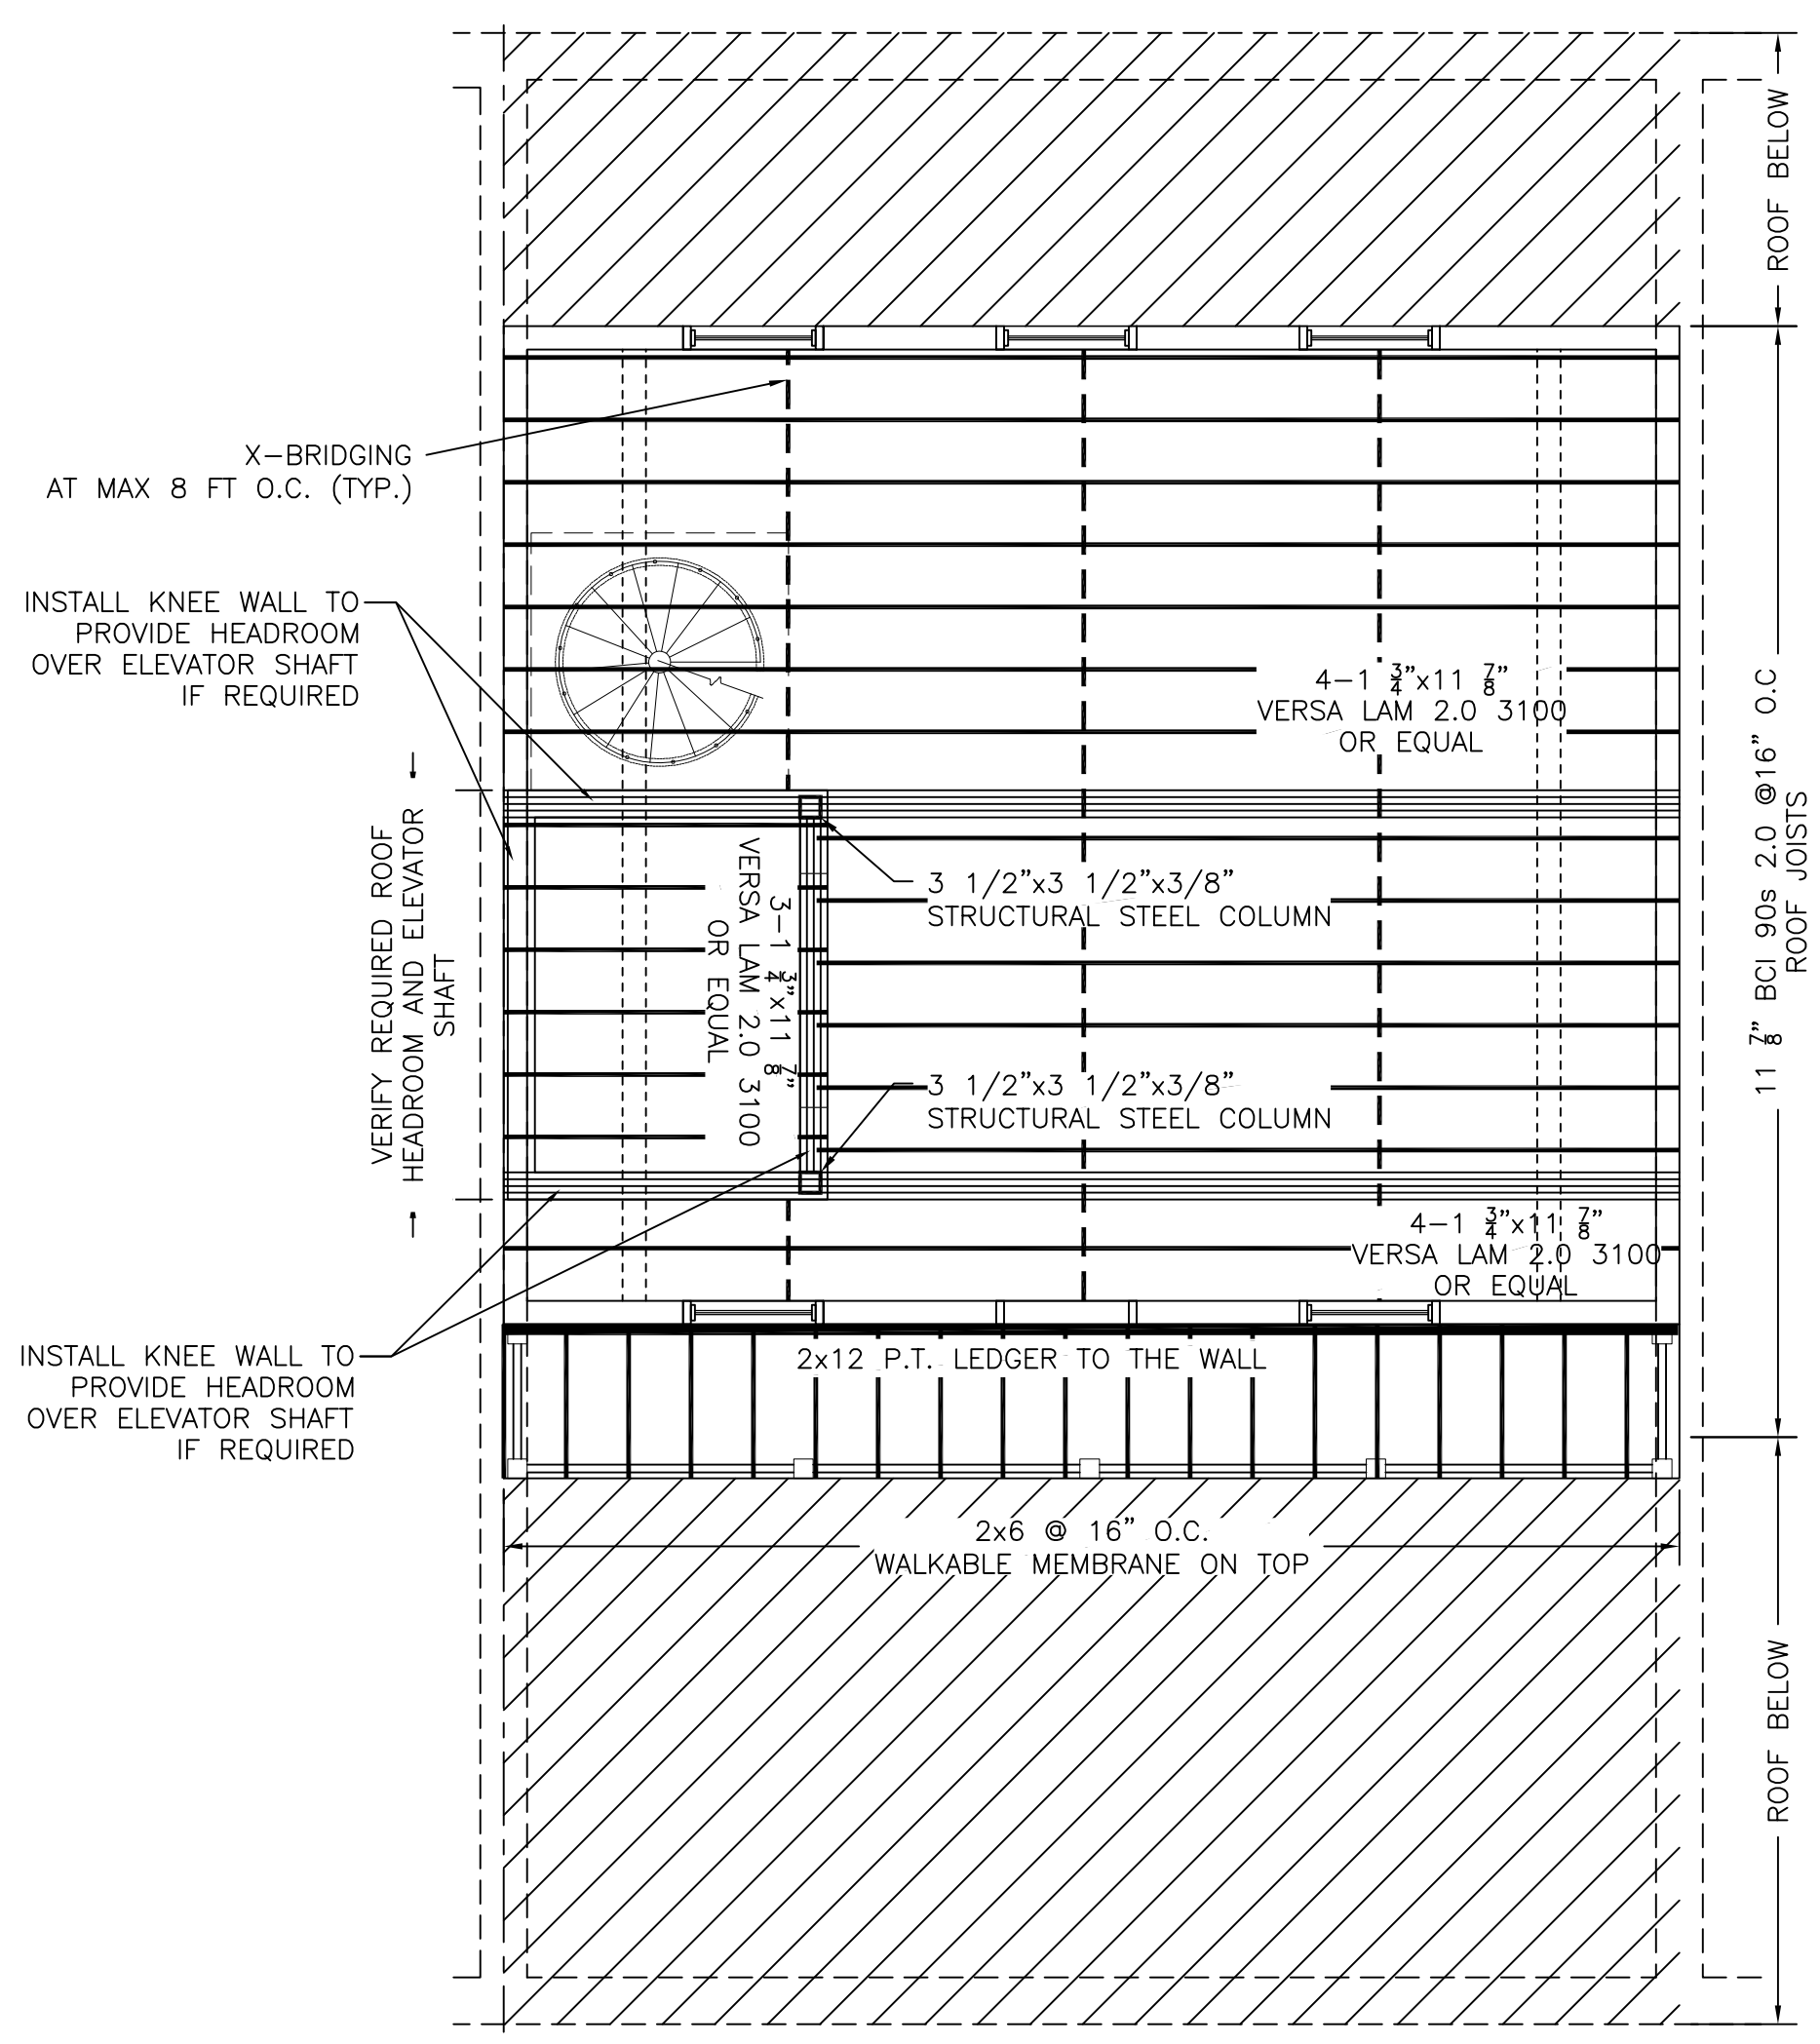 ROOF BELOW
X-BRIDGING
AT MAX 8 FT O.C. (TYP.)
INSTALL KNEE WALL TO
PROVIDE HEADROOM
OVER ELEVATOR SHAFT
IF REQUIRED
4-1 3/4"x11 7/8"
VERSA LAM 2.0 3100
OR EQUAL
11 7/8" BCI 90s 2.0 @16" O.C
ROOF JOISTS
VERIFY REQUIRED ROOF
HEADROOM AND ELEVATOR
SHAFT
3-1 3/4"x11 7/8"
VERSA LAM 2.0 3100
OR EQUAL
3 1/2"x3 1/2"x3/8"
STRUCTURAL STEEL COLUMN
3 1/2"x3 1/2"x3/8"
STRUCTURAL STEEL COLUMN
4-1 3/4"x11 7/8"
VERSA LAM 2.0 3100
OR EQUAL
INSTALL KNEE WALL TO
PROVIDE HEADROOM
OVER ELEVATOR SHAFT
IF REQUIRED
2x12 P.T. LEDGER TO THE WALL
2x6 @ 16" O.C.
WALKABLE MEMBRANE ON TOP
ROOF BELOW